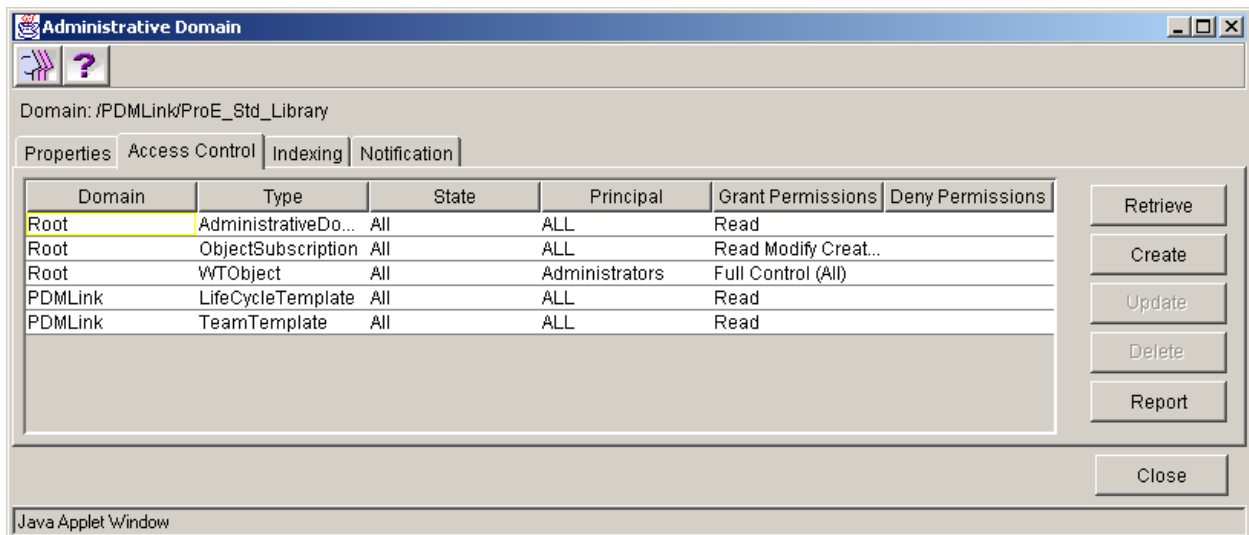 Administrative Domain
?
Domain: /PDMLink/ProE_Std_Library
Properties Access Control Indexing Notification
Domain Type State Principal Grant Permissions Deny Permissions Retrieve
Root AdministrativeDo... All ALL Read
Root ObjectSubscription All ALL Read Modify Creat... Create
Root WTObject All Administrators Full Control (All)
PDMLink LifeCycleTemplate All ALL Read Update
PDMLink TeamTemplate All ALL Read
Delete
Report
Close
Java Applet Window